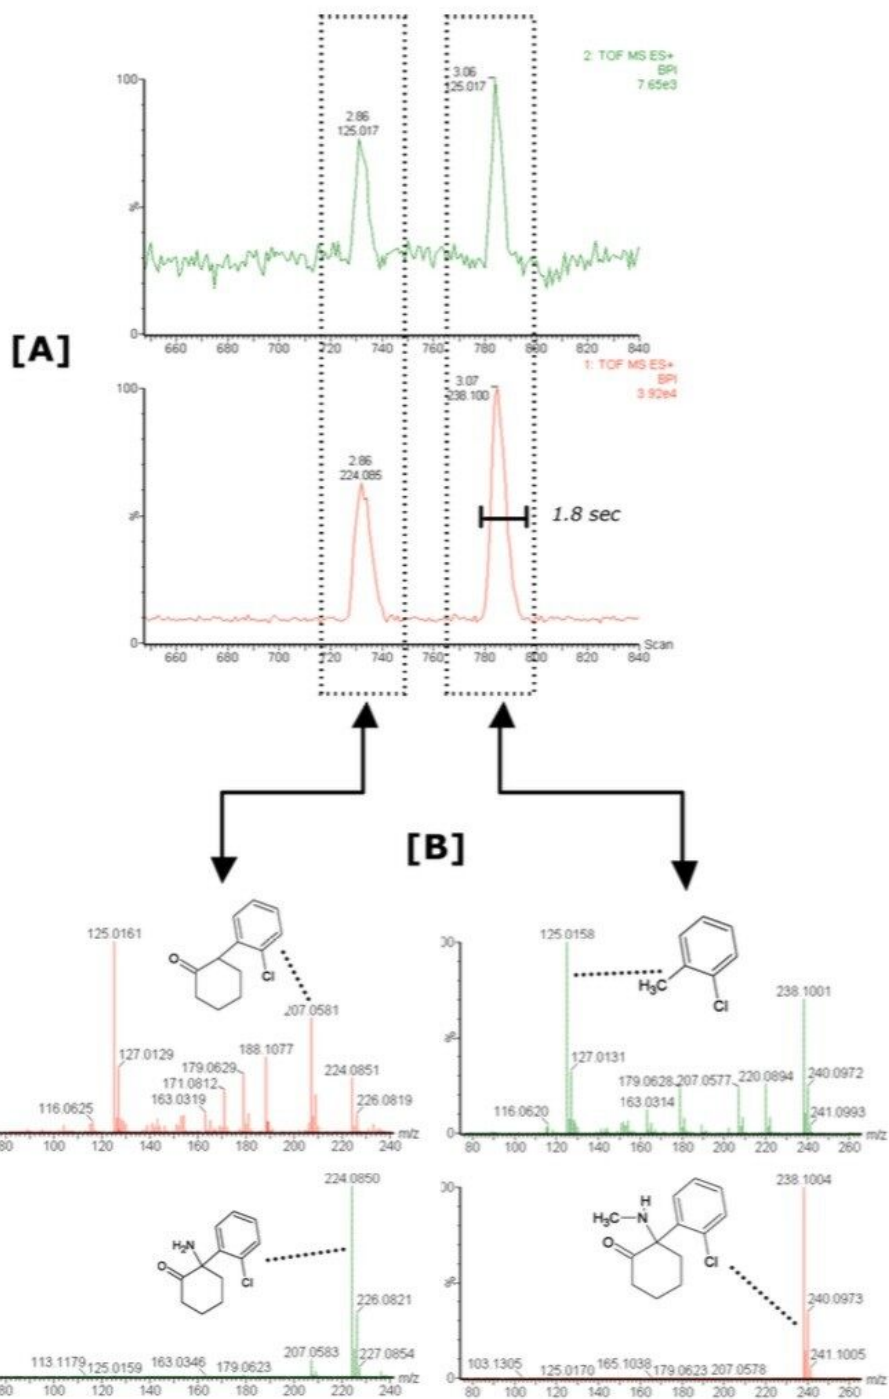 2: TOF MS ES+
BPI
7.65e3
100
3.06
125.017
2.86
125.017
%
0
660 700 720 740 760 780 800 820 840
[A]
1: TOF MS ES+
BPI
3.92e4
100
3.07
238.100
2.86
224.085
%
1.8 sec
0
Scan
660 700 720 740 760 780 800 820 840
[B]
125.0161
O
Cl
207.0581
127.0129
188.1077
179.0629
171.0812
163.0319
224.0851
116.0625
226.0819
m/z
80 100 120 140 160 180 200 220 240
00
125.0158
H₃C
Cl
238.1001
%
127.0131
179.0628 207.0577 220.0894
240.0972
163.0314
116.0620
241.0993
0
m/z
80 100 120 140 160 180 200 220 240 260
224.0850
H₂N
O
Cl
226.0821
207.0583
227.0854
113.1179 125.0159 163.0346 179.0623
m/z
80 100 120 140 160 180 200 220 240
00
238.1004
H
H₃C N
O
Cl
%
240.0973
241.1005
103.1305 125.0170 165.1038 179.0623 207.0578
0
m/z
80 100 120 140 160 180 200 220 240 260